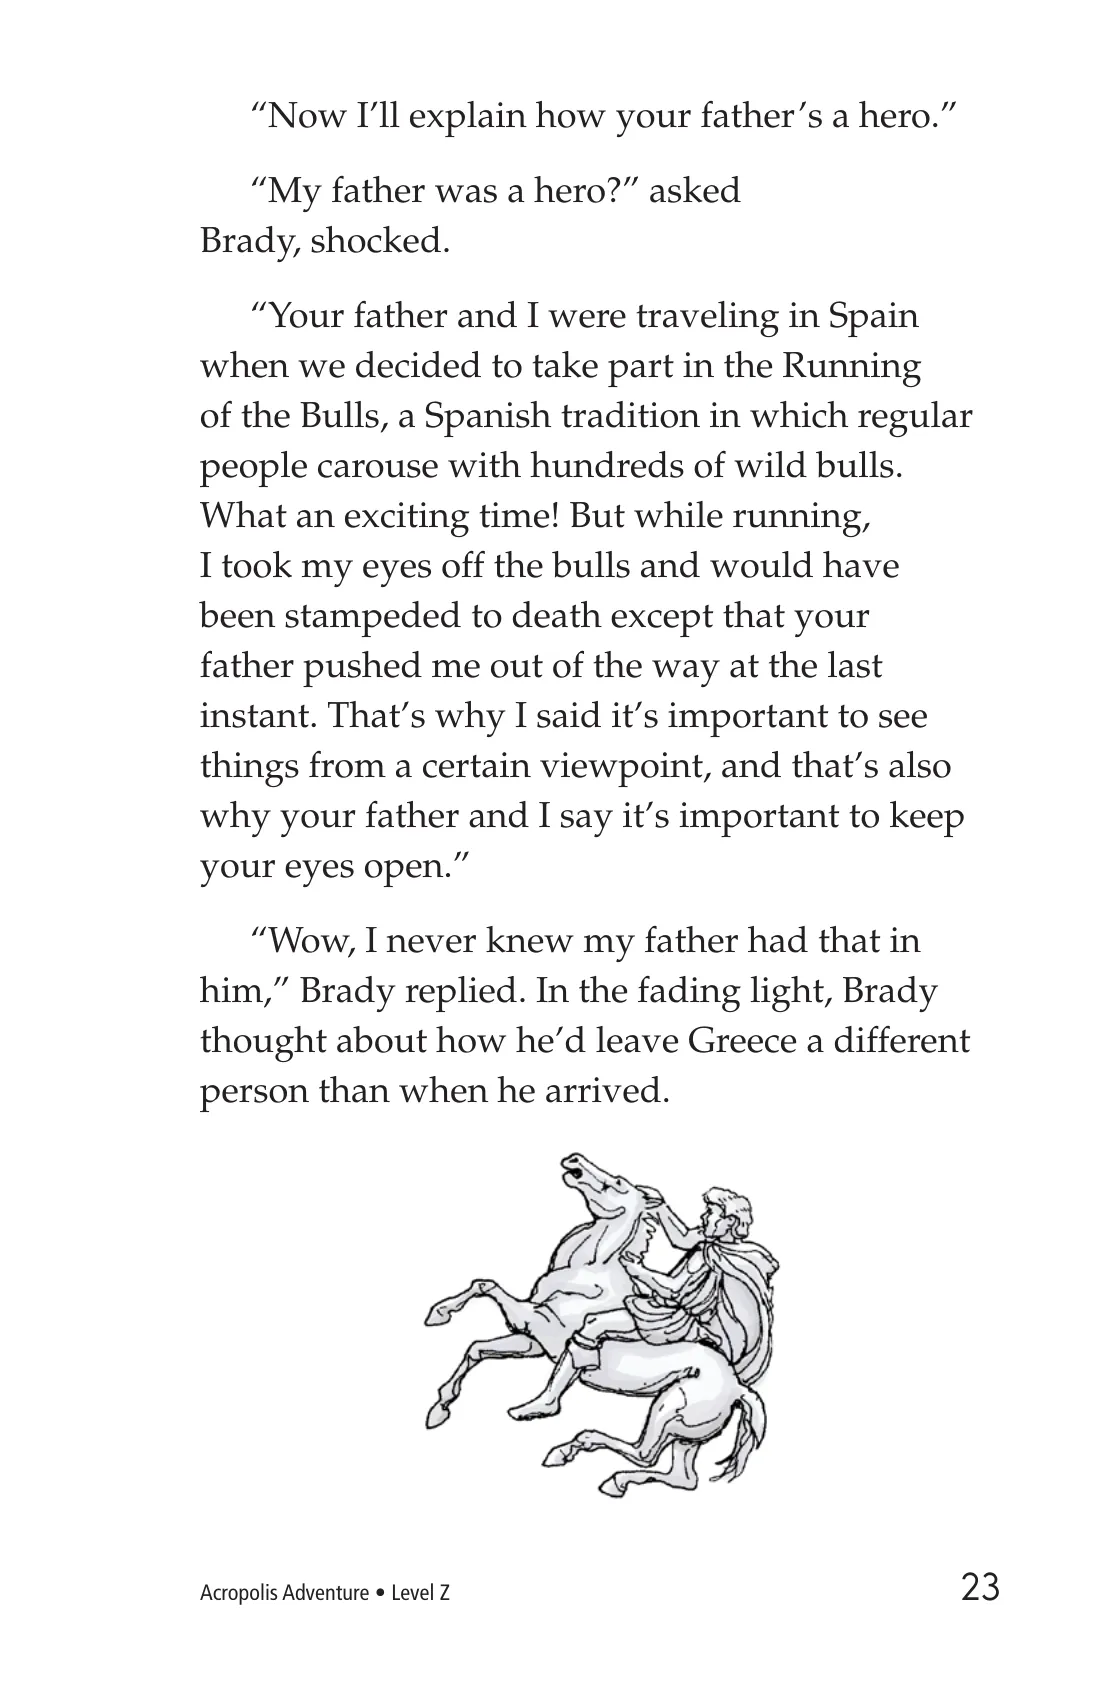 “Now I’ll explain how your father’s a hero.”
“My father was a hero?” asked
Brady, shocked.
“Your father and I were traveling in Spain
when we decided to take part in the Running
of the Bulls, a Spanish tradition in which regular
people carouse with hundreds of wild bulls.
What an exciting time! But while running,
I took my eyes off the bulls and would have
been stampeded to death except that your
father pushed me out of the way at the last
instant. That’s why I said it’s important to see
things from a certain viewpoint, and that’s also
why your father and I say it’s important to keep
your eyes open.”
“Wow, I never knew my father had that in
him,” Brady replied. In the fading light, Brady
thought about how he’d leave Greece a different
person than when he arrived.
Acropolis Adventure • Level Z
23